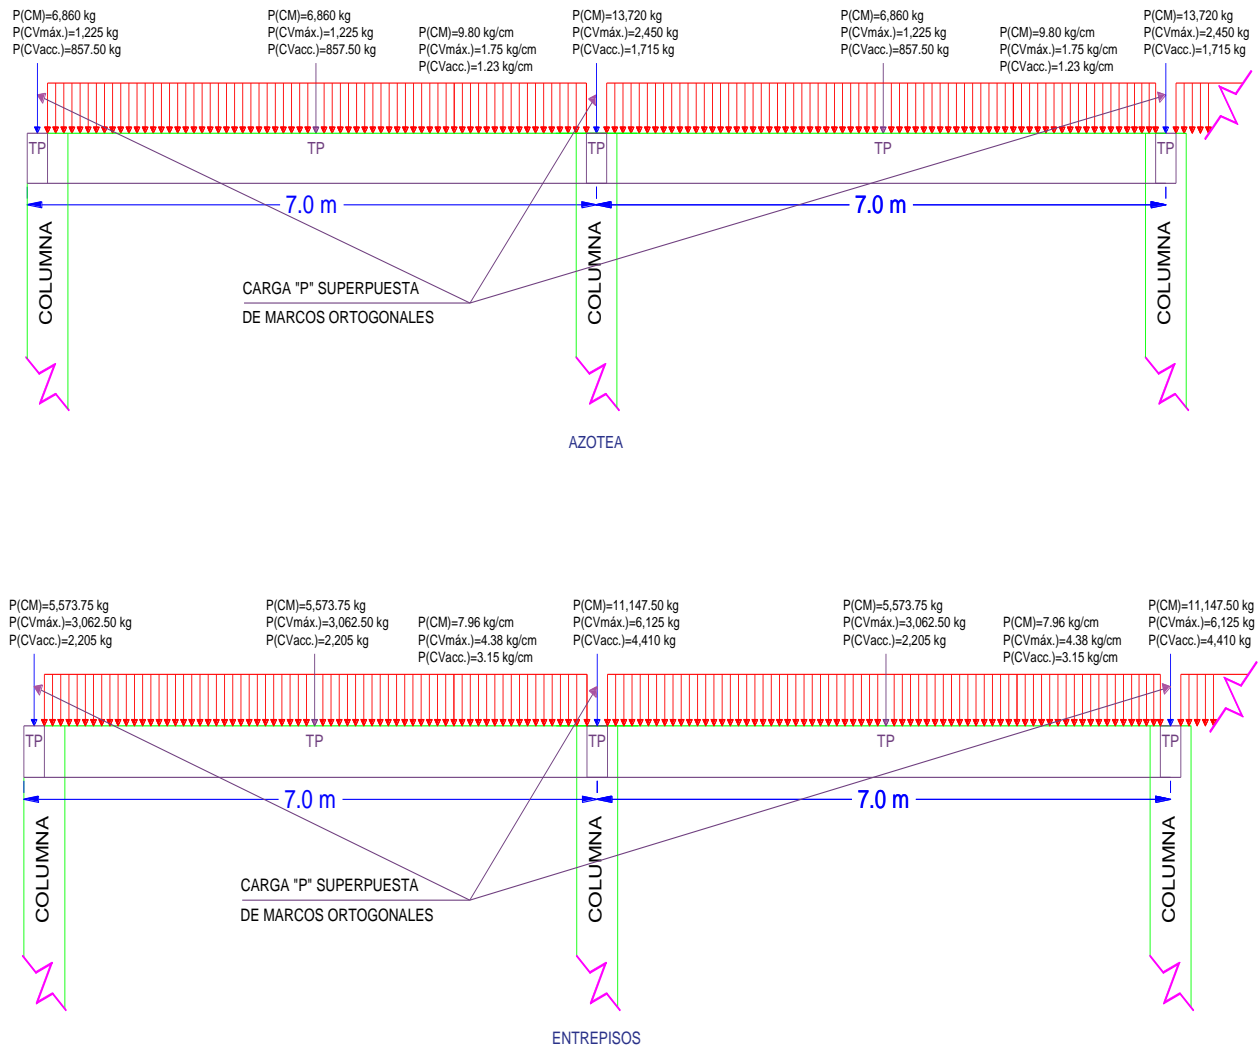 P(CM)=6,860 kg
P(CVmáx.)=1,225 kg
P(CVacc.)=857.50 kg
P(CM)=6,860 kg
P(CVmáx.)=1,225 kg
P(CVacc.)=857.50 kg
P(CM)=9.80 kg/cm
P(CVmáx.)=1.75 kg/cm
P(CVacc.)=1.23 kg/cm
P(CM)=13,720 kg
P(CVmáx.)=2,450 kg
P(CVacc.)=1,715 kg
P(CM)=6,860 kg
P(CVmáx.)=1,225 kg
P(CVacc.)=857.50 kg
P(CM)=9.80 kg/cm
P(CVmáx.)=1.75 kg/cm
P(CVacc.)=1.23 kg/cm
P(CM)=13,720 kg
P(CVmáx.)=2,450 kg
P(CVacc.)=1,715 kg
TP
TP
TP
TP
TP
7.0 m
7.0 m
COLUMNA
COLUMNA
COLUMNA
CARGA "P" SUPERPUESTA
DE MARCOS ORTOGONALES
AZOTEA
P(CM)=5,573.75 kg
P(CVmáx.)=3,062.50 kg
P(CVacc.)=2,205 kg
P(CM)=5,573.75 kg
P(CVmáx.)=3,062.50 kg
P(CVacc.)=2,205 kg
P(CM)=7.96 kg/cm
P(CVmáx.)=4.38 kg/cm
P(CVacc.)=3.15 kg/cm
P(CM)=11,147.50 kg
P(CVmáx.)=6,125 kg
P(CVacc.)=4,410 kg
P(CM)=5,573.75 kg
P(CVmáx.)=3,062.50 kg
P(CVacc.)=2,205 kg
P(CM)=7.96 kg/cm
P(CVmáx.)=4.38 kg/cm
P(CVacc.)=3.15 kg/cm
P(CM)=11,147.50 kg
P(CVmáx.)=6,125 kg
P(CVacc.)=4,410 kg
TP
TP
TP
TP
TP
7.0 m
7.0 m
COLUMNA
COLUMNA
COLUMNA
CARGA "P" SUPERPUESTA
DE MARCOS ORTOGONALES
ENTREPISOS